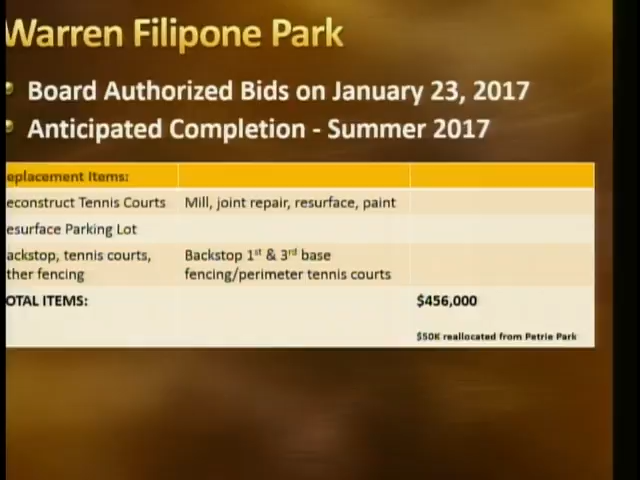 Warren Filipone Park
Board Authorized Bids on January 23, 2017
Anticipated Completion - Summer 2017
eplacement Items:
econstruct Tennis Courts Mill, joint repair, resurface, paint
esurface Parking Lot
ackstop, tennis courts, Backstop 1st & 3rd base
ther fencing fencing/perimeter tennis courts
OTAL ITEMS: $456,000
$50K reallocated from Petrie Park